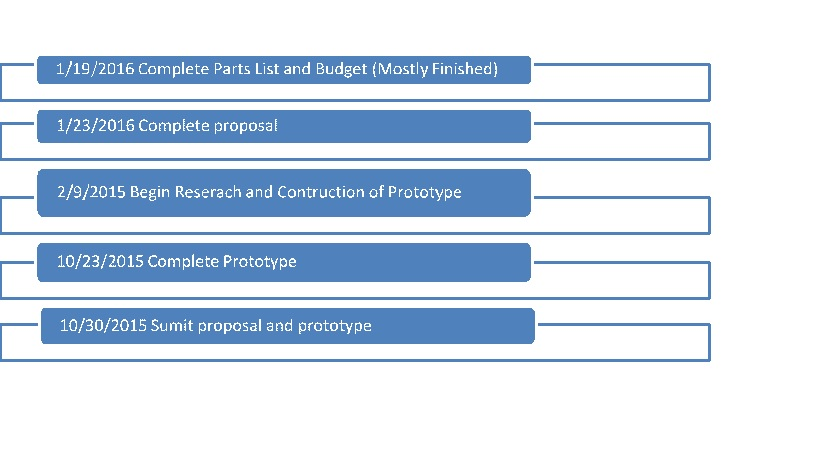 1/19/2016 Complete Parts List and Budget (Mostly Finished)
1/23/2016 Complete proposal
2/9/2015 Begin Reserach and Contruction of Prototype
10/23/2015 Complete Prototype
10/30/2015 Sumit proposal and prototype